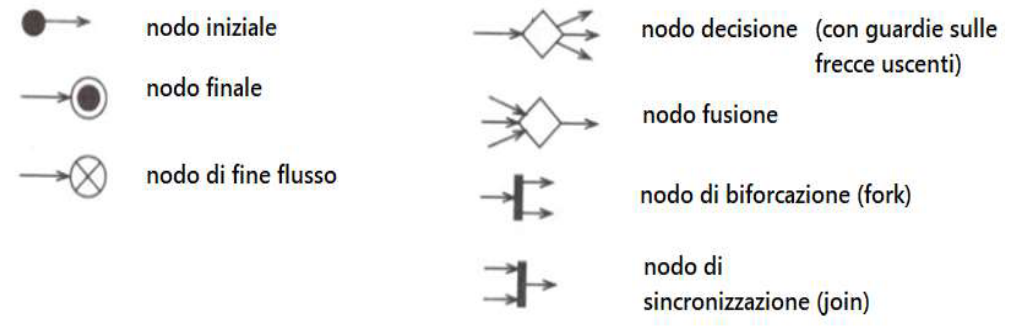 nodo iniziale
nodo finale
nodo di fine flusso
nodo decisione (con guardie sulle
frecce uscenti)
nodo fusione
nodo di biforcazione (fork)
nodo di
sincronizzazione (join)